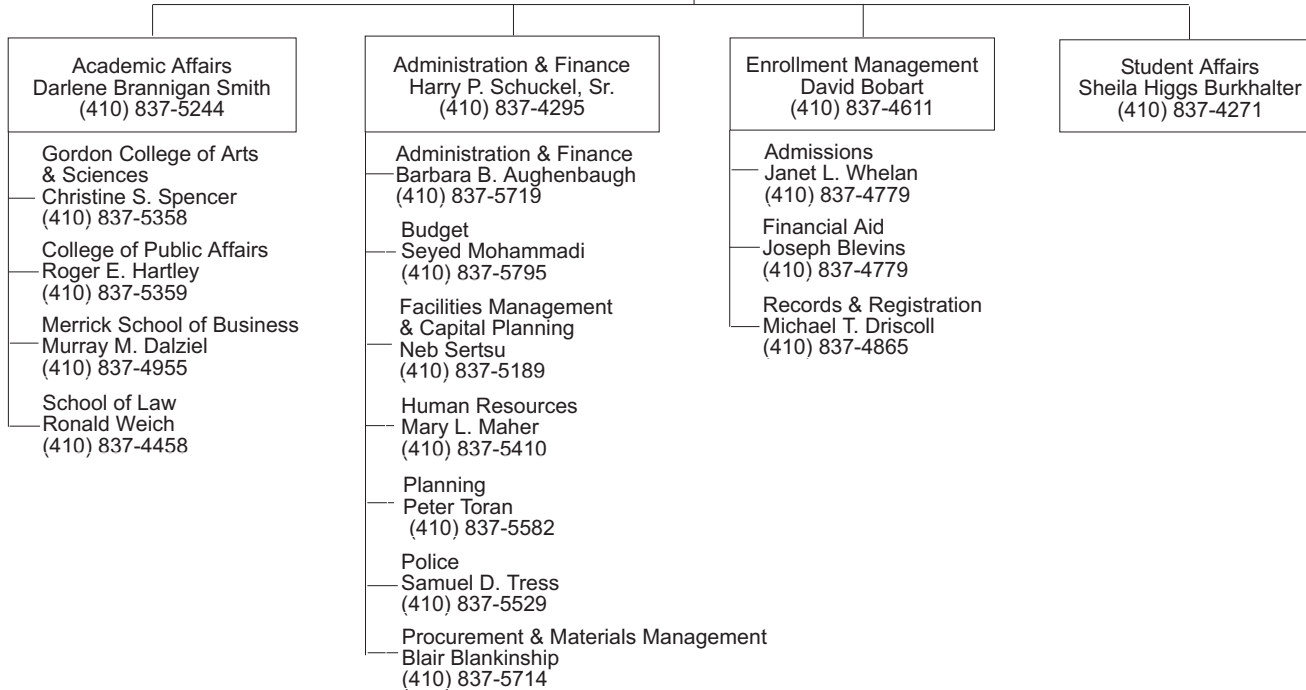 Academic Affairs
Darlene Brannigan Smith
(410) 837-5244
Gordon College of Arts
& Sciences
Christine S. Spencer
(410) 837-5358
College of Public Affairs
Roger E. Hartley
(410) 837-5359
Merrick School of Business
Murray M. Dalziel
(410) 837-4955
School of Law
Ronald Weich
(410) 837-4458
Administration & Finance
Harry P. Schuckel, Sr.
(410) 837-4295
Administration & Finance
Barbara B. Aughenbaugh
(410) 837-5719
Budget
Seyed Mohammadi
(410) 837-5795
Facilities Management
& Capital Planning
Neb Sertsu
(410) 837-5189
Human Resources
Mary L. Maher
(410) 837-5410
Planning
Peter Toran
(410) 837-5582
Police
Samuel D. Tress
(410) 837-5529
Procurement & Materials Management
Blair Blankinship
(410) 837-5714
Enrollment Management
David Bobart
(410) 837-4611
Admissions
Janet L. Whelan
(410) 837-4779
Financial Aid
Joseph Blevins
(410) 837-4779
Records & Registration
Michael T. Driscoll
(410) 837-4865
Student Affairs
Sheila Higgs Burkhalter
(410) 837-4271